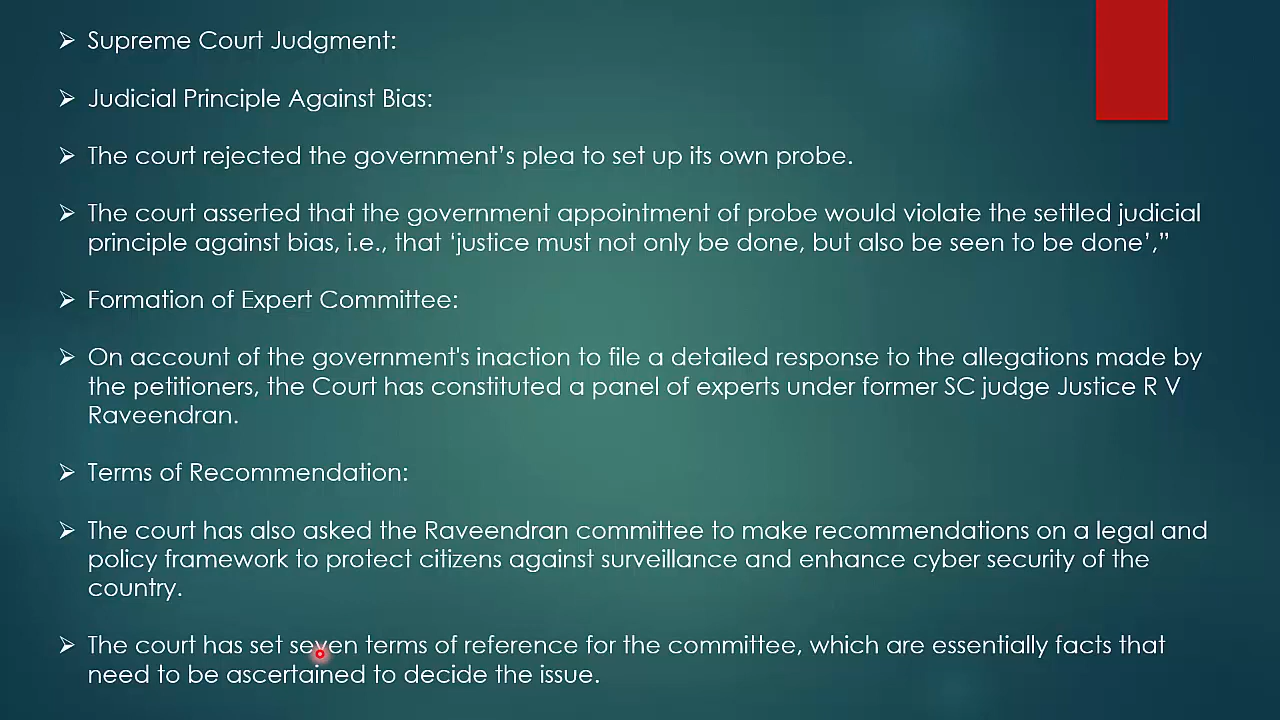 ➢ Supreme Court Judgment:
➢ Judicial Principle Against Bias:
➢ The court rejected the government’s plea to set up its own probe.
➢ The court asserted that the government appointment of probe would violate the settled judicial
principle against bias, i.e., that ‘justice must not only be done, but also be seen to be done’,”
➢ Formation of Expert Committee:
➢ On account of the government's inaction to file a detailed response to the allegations made by
the petitioners, the Court has constituted a panel of experts under former SC judge Justice R V
Raveendran.
➢ Terms of Recommendation:
➢ The court has also asked the Raveendran committee to make recommendations on a legal and
policy framework to protect citizens against surveillance and enhance cyber security of the
country.
➢ The court has set seven terms of reference for the committee, which are essentially facts that
need to be ascertained to decide the issue.